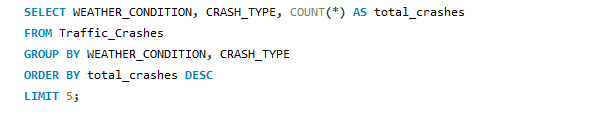 SELECT WEATHER_CONDITION, CRASH_TYPE, COUNT(*) AS total_crashes
FROM Traffic_Crashes
GROUP BY WEATHER_CONDITION, CRASH_TYPE
ORDER BY total_crashes DESC
LIMIT 5;